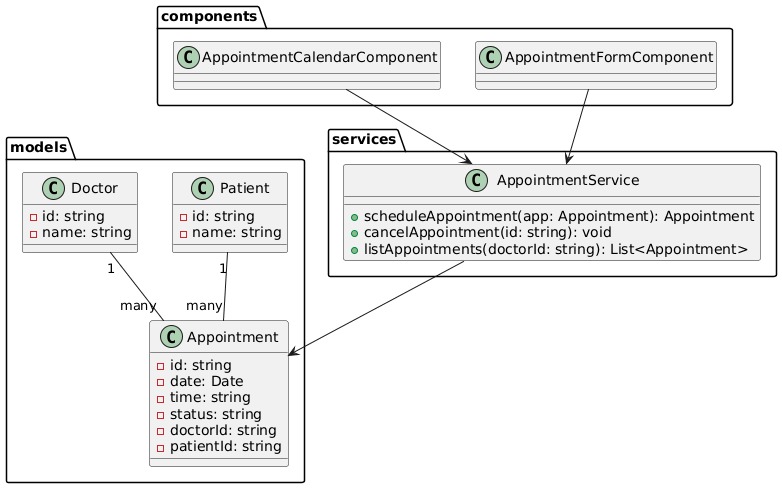 components
C AppointmentCalendarComponent
C AppointmentFormComponent
services
C AppointmentService
scheduleAppointment(app: Appointment): Appointment
cancelAppointment(id: string): void
listAppointments(doctorId: string): List<Appointment>
models
C Doctor
id: string
name: string
C Patient
id: string
name: string
1
1
many
many
C Appointment
id: string
date: Date
time: string
status: string
doctorId: string
patientId: string